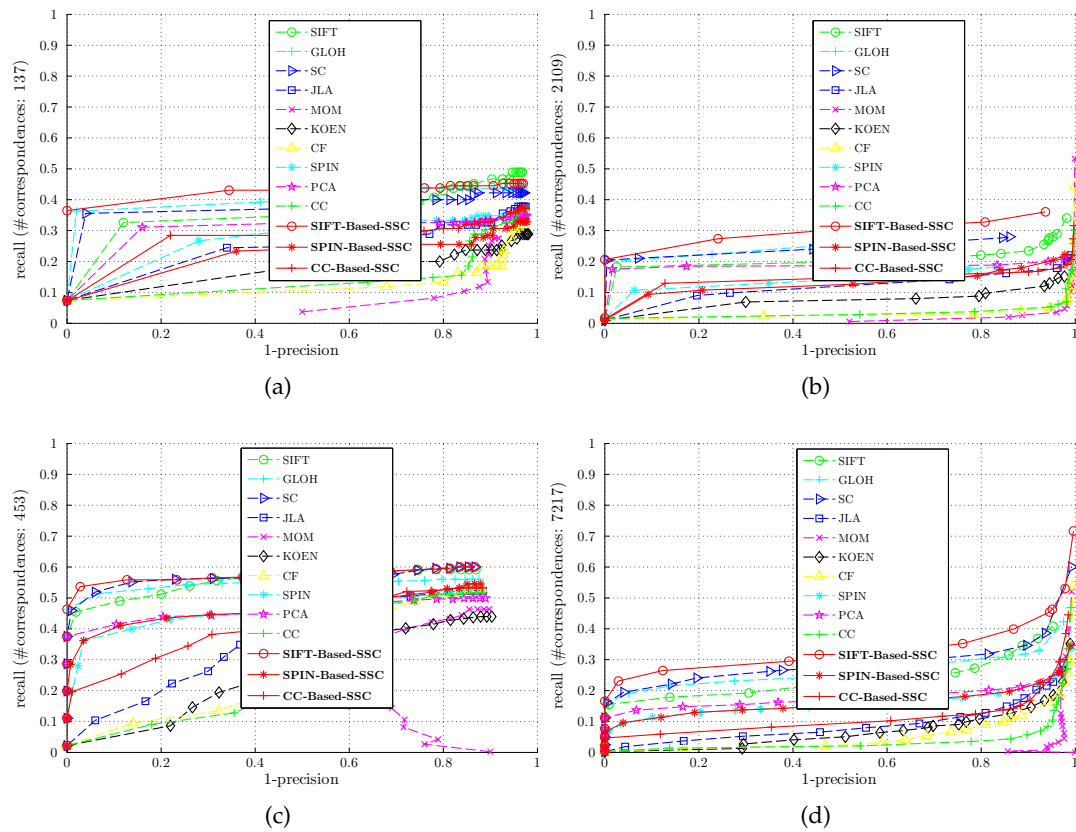 1
0.9
0.8
0.7
0.6
0.5
0.4
0.3
0.2
0.1
0
0 0.2 0.4 0.6 0.8 1
recall (#correspondences: 137)
1-precision
SIFT
GLOH
SC
JLA
MOM
KOEN
CF
SPIN
PCA
CC
SIFT-Based-SSC
SPIN-Based-SSC
CC-Based-SSC
(a)
1
0.9
0.8
0.7
0.6
0.5
0.4
0.3
0.2
0.1
0
0 0.2 0.4 0.6 0.8 1
recall (#correspondences: 2109)
1-precision
SIFT
GLOH
SC
JLA
MOM
KOEN
CF
SPIN
PCA
CC
SIFT-Based-SSC
SPIN-Based-SSC
CC-Based-SSC
(b)
1
0.9
0.8
0.7
0.6
0.5
0.4
0.3
0.2
0.1
0
0 0.2 0.4 0.6 0.8 1
recall (#correspondences: 453)
1-precision
SIFT
GLOH
SC
JLA
MOM
KOEN
CF
SPIN
PCA
CC
SIFT-Based-SSC
SPIN-Based-SSC
CC-Based-SSC
(c)
1
0.9
0.8
0.7
0.6
0.5
0.4
0.3
0.2
0.1
0
0 0.2 0.4 0.6 0.8 1
recall (#correspondences: 7217)
1-precision
SIFT
GLOH
SC
JLA
MOM
KOEN
CF
SPIN
PCA
CC
SIFT-Based-SSC
SPIN-Based-SSC
CC-Based-SSC
(d)